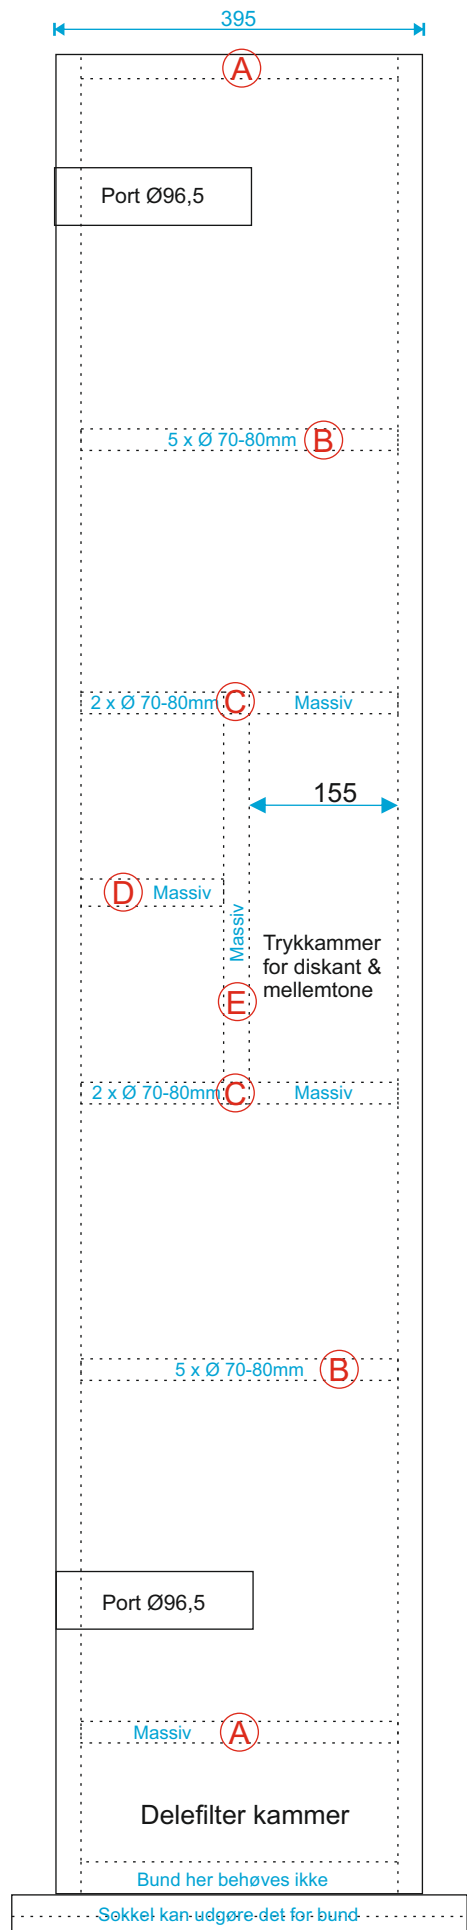 395
A
Port Ø96,5
5 x Ø 70-80mm B
2 x Ø 70-80mm C Massiv
155
D Massiv
Massiv
Trykkammer
for diskant &
mellemtone
E
2 x Ø 70-80mm C Massiv
5 x Ø 70-80mm B
Port Ø96,5
Massiv A
Delefilter kammer
Bund her behøves ikke
Sokkel kan udgøre det for bund